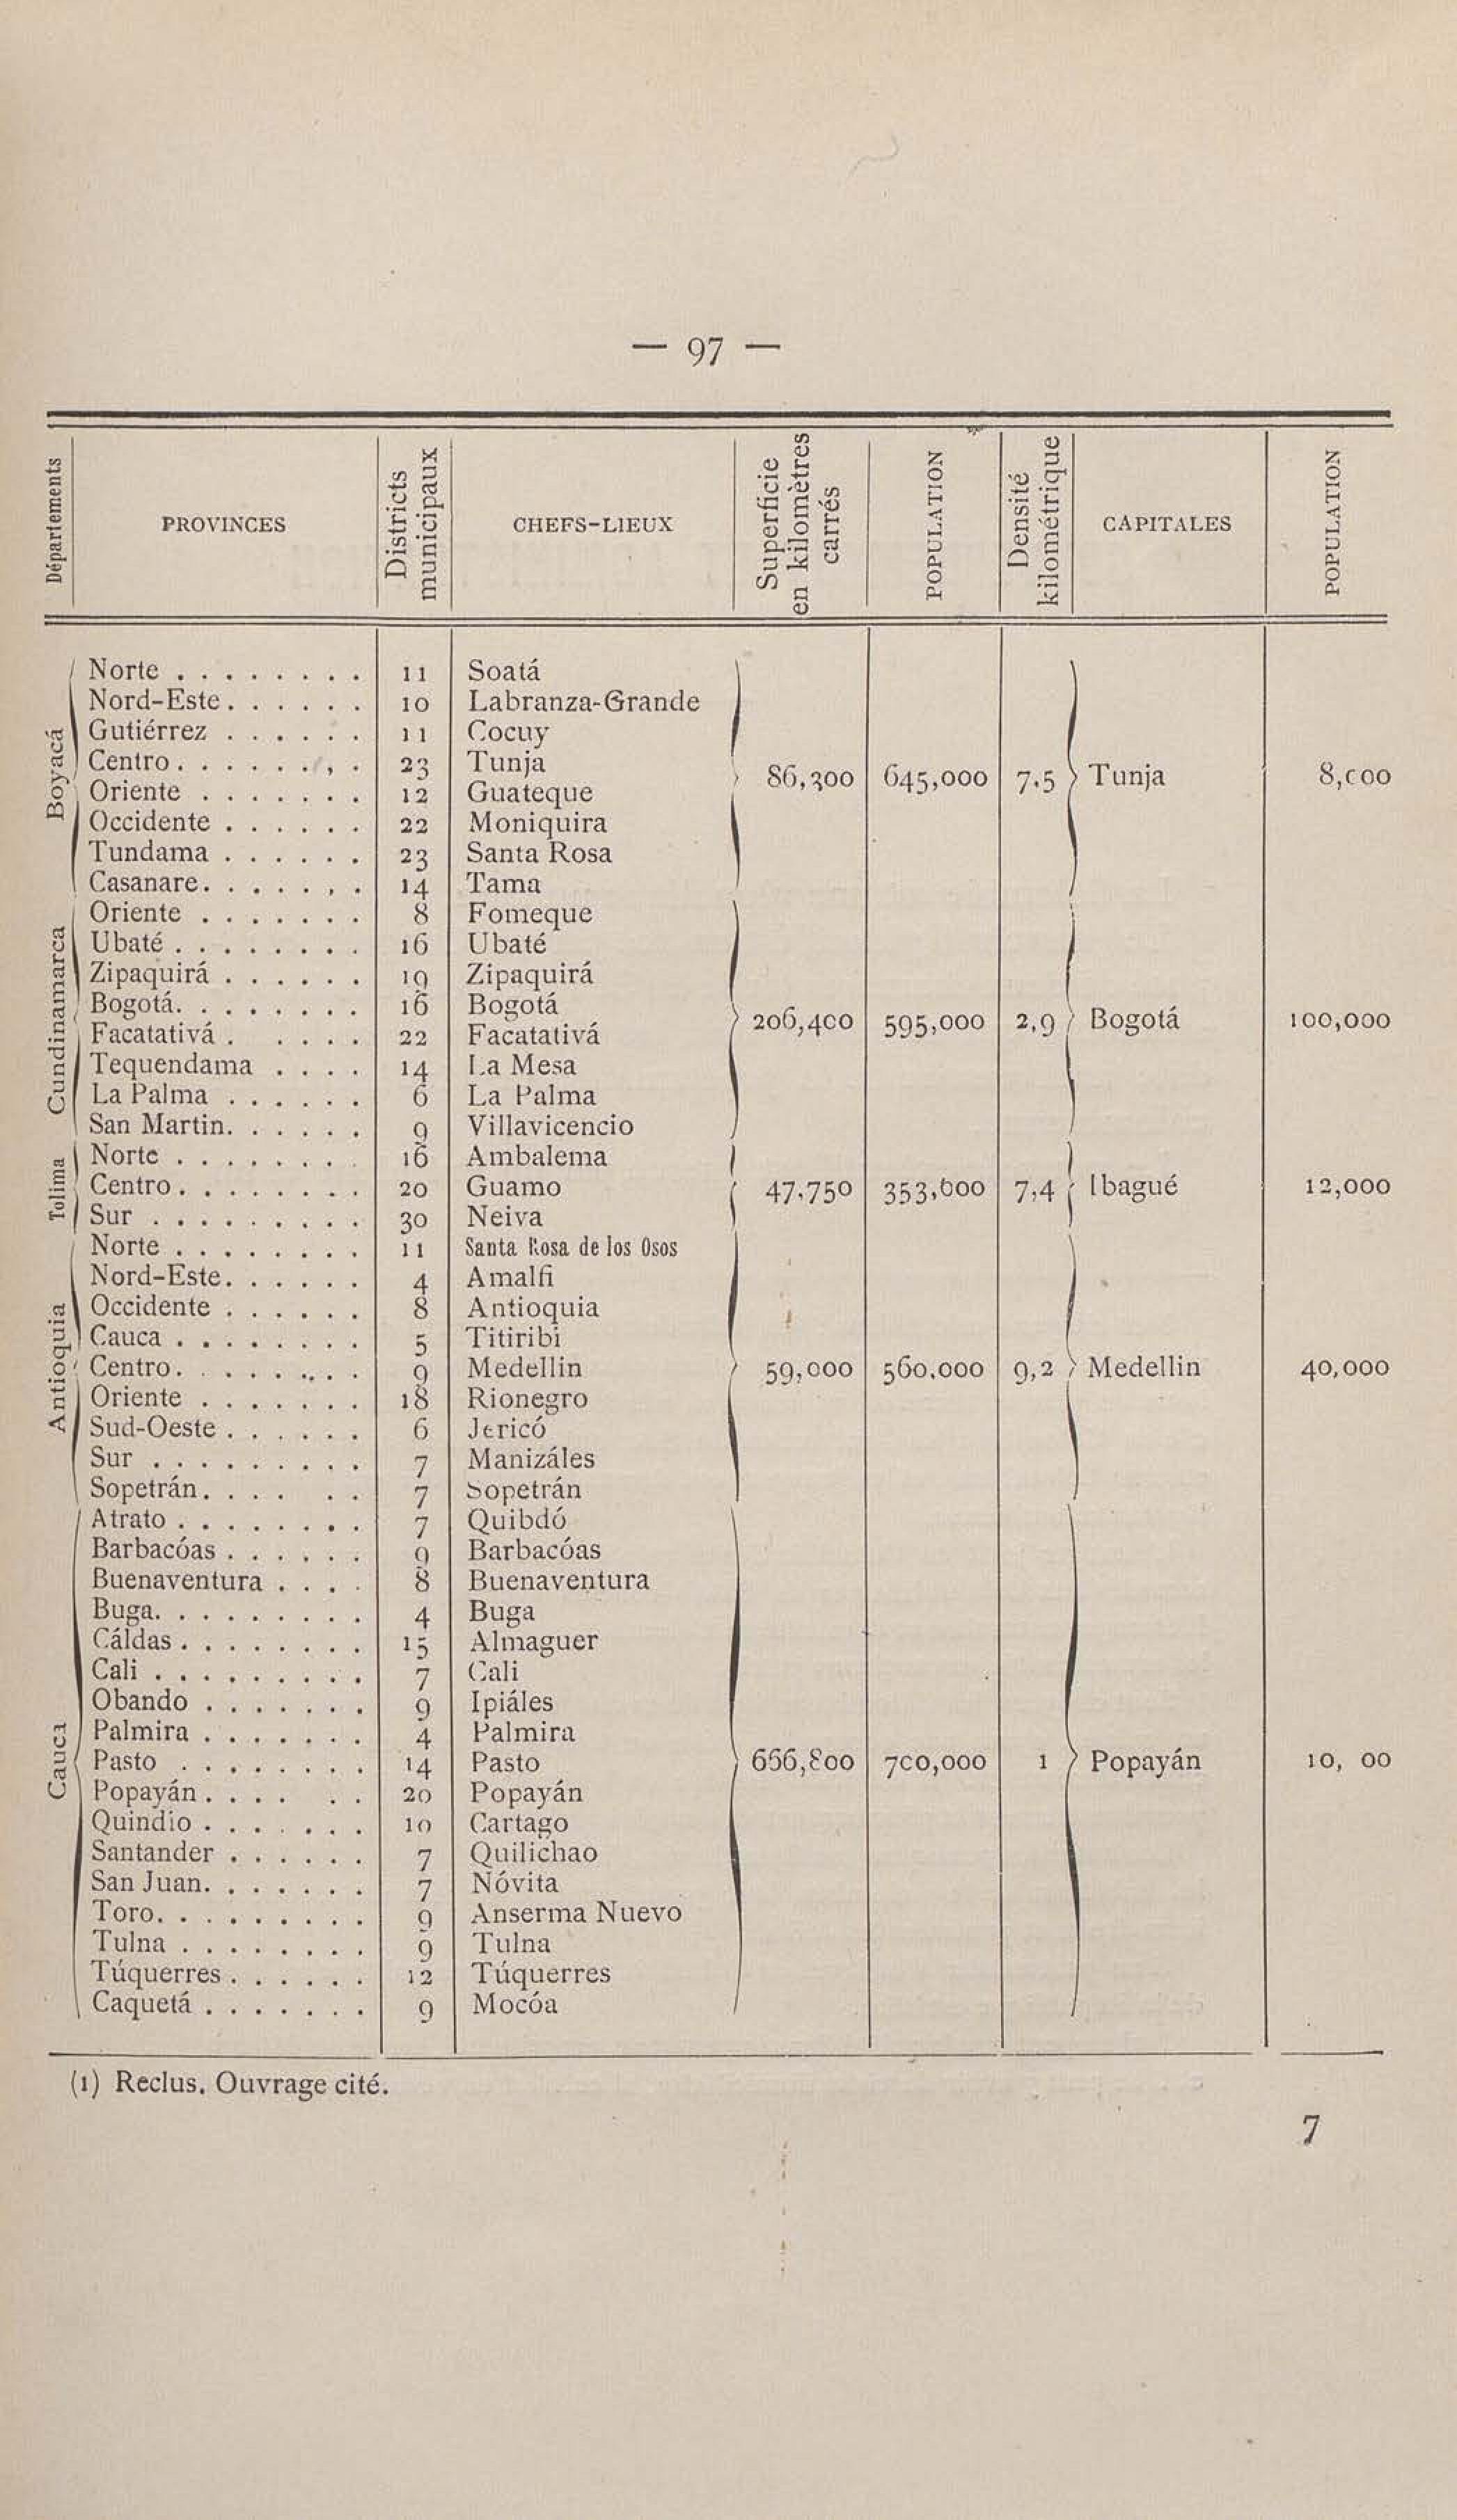 — 97 —
Départements PROVINCES Districts municipaux CHEFS-LIEUX Superficie en kilomètres carrés POPULATION Densité kilométrique CAPITALES POPULATION
Boyacá
Norte . . . . . . . . 11 Soatá
Nord-Este. . . . . . 10 Labranza-Grande
Gutiérrez . . . . . . 11 Cocuy
Centro. . . . . . . . 23 Tunja
86,300 645,000 7,5 Tunja 8,000
Oriente . . . . . . . 12 Guateque
Occidente . . . . . . 22 Moniquira
Tundama . . . . . . 23 Santa Rosa
Casanare. . . . . . . 14 Tama
Cundinamarca
Oriente . . . . . . . 8 Fomeque
Ubaté . . . . . . . . 16 Ubaté
Zipaquirá . . . . . . 19 Zipaquirá
Bogotá. . . . . . . . 16 Bogotá
206,400 595,000 2,9 Bogotá 100,000
Facatativá . . . . . 22 Facatativá
Tequendama . . . . 14 La Mesa
La Palma . . . . . . 6 La Palma
San Martin. . . . . . 9 Villavicencio
Tolima
Norte . . . . . . . . 16 Ambalema
Centro. . . . . . . . 20 Guamo 47,750 353,000 7,4 Ibagué 12,000
Sur . . . . . . . . . 30 Neiva
Antioquia
Norte . . . . . . . . 11 Santa Rosa de los Osos
Nord-Este. . . . . . 4 Amalfi
Occidente . . . . . . 8 Antioquia
Cauca . . . . . . . . 5 Titiribi
Centro. . . . . . . . 9 Medellin 59,000 560,000 9,2 Medellin 40,000
Oriente . . . . . . . 18 Rionegro
Sud-Oeste . . . . . . 6 Jericó
Sur . . . . . . . . . 7 Manizáles
Sopetrán. . . . . . 7 Sopetrán
Cauca
Atrato . . . . . . . . 7 Quibdó
Barbacóas . . . . . . 9 Barbacóas
Buenaventura . . . . 8 Buenaventura
Buga. . . . . . . . . 4 Buga
Cáldas . . . . . . . . 15 Almaguer
Cali . . . . . . . . . 7 Cali
Obando . . . . . . . 9 Ipiáles
Palmira . . . . . . . 4 Palmira
Pasto . . . . . . . . 14 Pasto 666,800 700,000 1 Popayán 10, 00
Popayán . . . . . . 20 Popayán
Quindio . . . . . . . 10 Cartago
Santander . . . . . . 7 Quilichao
San Juan. . . . . . . 7 Nóvita
Toro. . . . . . . . . 9 Anserma Nuevo
Tulna . . . . . . . . 9 Tulna
Túquerres . . . . . . 12 Túquerres
Caquetá . . . . . . . 9 Mocóa
(1) Reclus. Ouvrage cité.
7